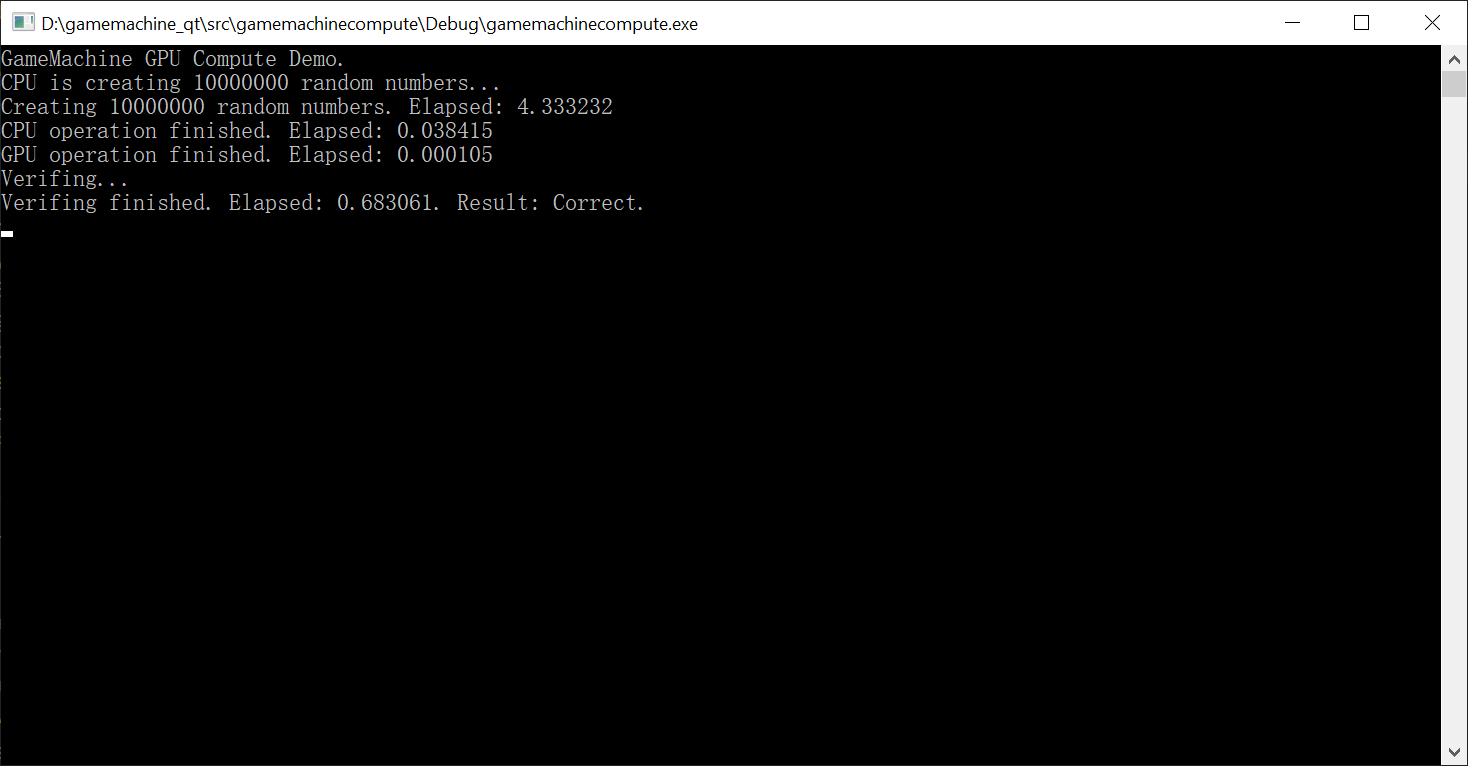 D:\gamemachine_qt\src\gamemachinecompute\Debug\gamemachinecompute.exe
GameMachine GPU Compute Demo.
CPU is creating 10000000 random numbers...
Creating 10000000 random numbers. Elapsed: 4.333232
CPU operation finished. Elapsed: 0.038415
GPU operation finished. Elapsed: 0.000105
Verifing...
Verifing finished. Elapsed: 0.683061. Result: Correct.